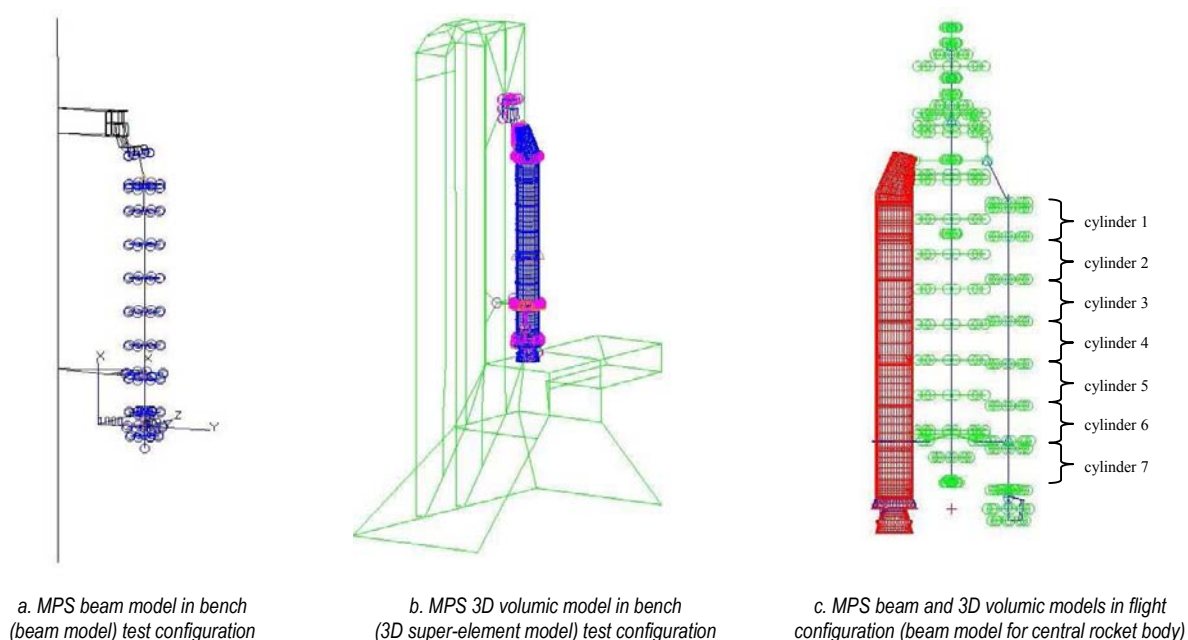 X
X
Z
Y
cylinder 1
cylinder 2
cylinder 3
cylinder 4
cylinder 5
cylinder 6
cylinder 7
a. MPS beam model in bench
(beam model) test configuration
b. MPS 3D volumic model in bench
(3D super-element model) test configuration
c. MPS beam and 3D volumic models in flight
configuration (beam model for central rocket body)